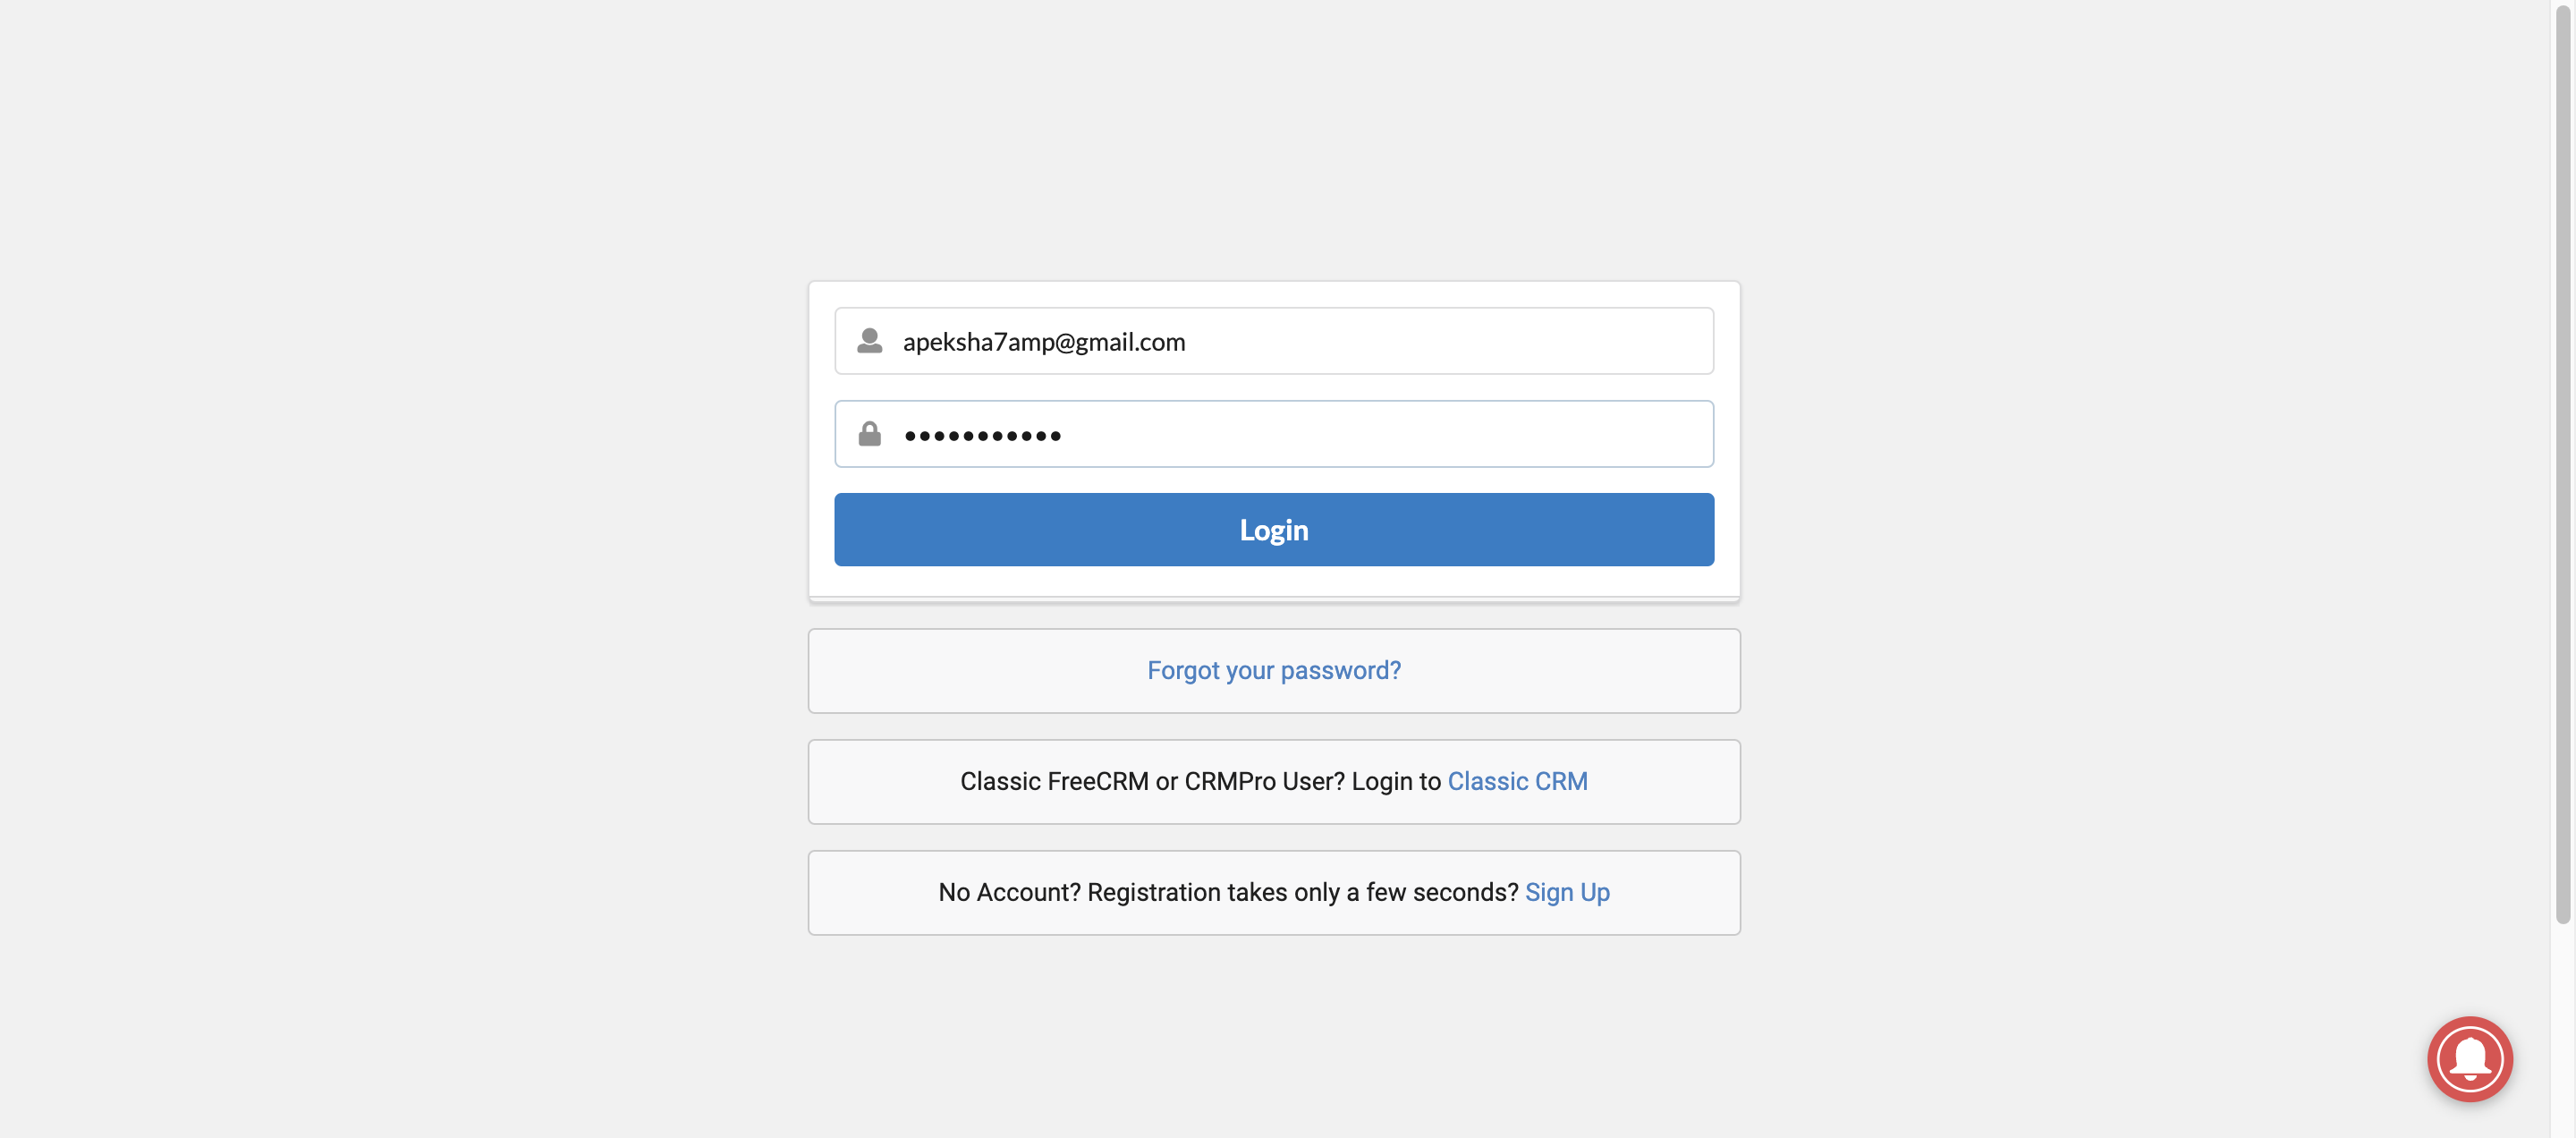 apeksha7amp@gmail.com
•••••••••••
Login
Forgot your password?
Classic FreeCRM or CRMPro User? Login to Classic CRM
No Account? Registration takes only a few seconds? Sign Up